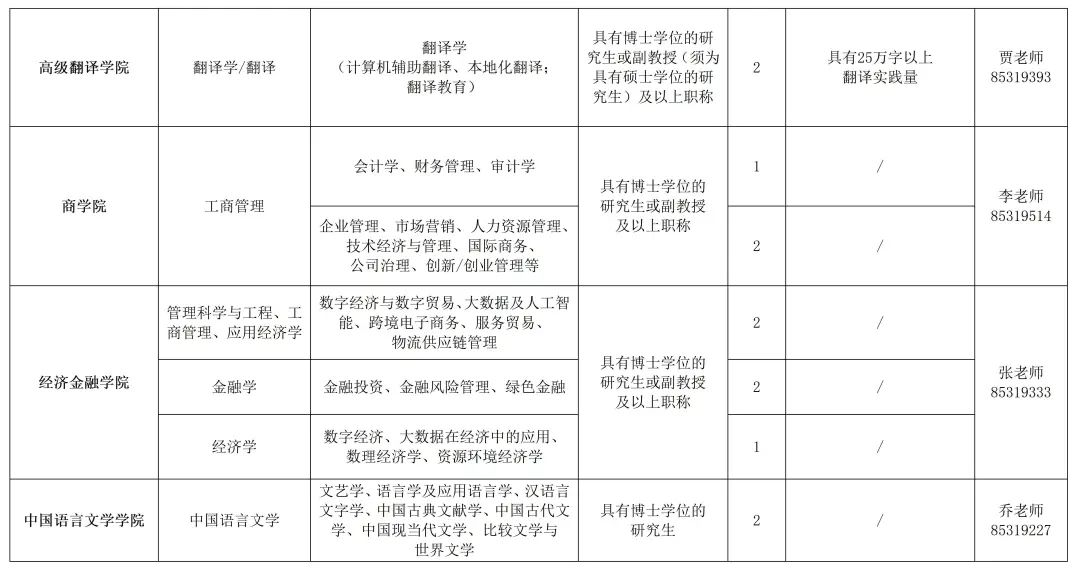 高级翻译学院
翻译学/翻译
翻译学
（计算机辅助翻译、本地化翻译；
翻译教育）
具有博士学位的研
究生或副教授（须为
具有硕士学位的研
究生）及以上职称
2
具有25万字以上
翻译实践量
贾老师
85319393
商学院
工商管理
会计学、财务管理、审计学
具有博士学位的
研究生或副教授
及以上职称
1
/
李老师
85319514
企业管理、市场营销、人力资源管理、
技术经济与管理、国际商务、
公司治理、创新/创业管理等
2
/
经济金融学院
管理科学与工程、工
商管理、应用经济学
数字经济与数字贸易、大数据及人工智
能、跨境电子商务、服务贸易、
物流供应链管理
具有博士学位的
研究生或副教授
及以上职称
2
/
张老师
85319333
金融学
金融投资、金融风险管理、绿色金融
2
/
经济学
数字经济、大数据在经济中的应用、
数理经济学、资源环境经济学
1
/
中国语言文学学院
中国语言文学
文艺学、语言学及应用语言学、汉语言
文字学、中国古典文献学、中国古代文
学、中国现当代文学、比较文学与
世界文学
具有博士学位的
研究生
2
/
乔老师
85319227